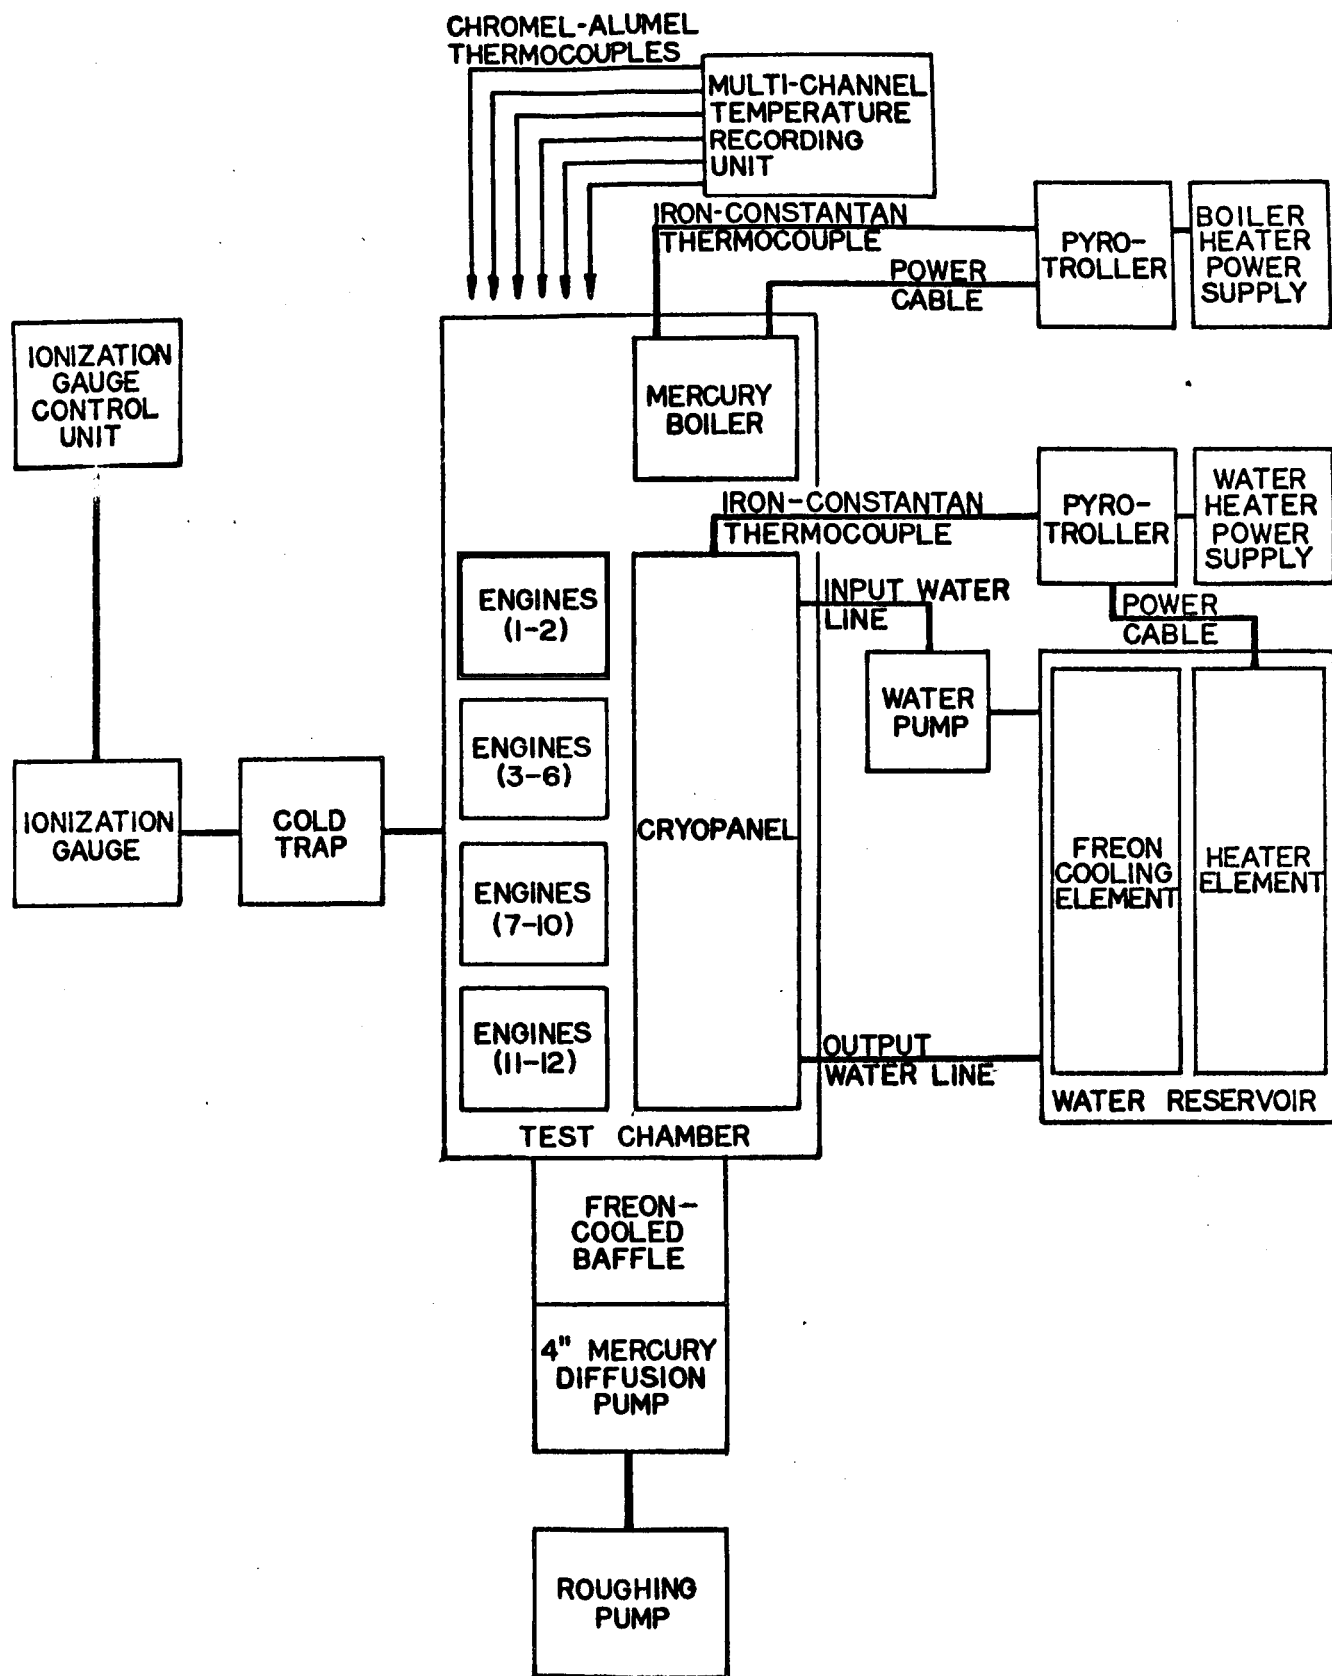 CHROMEL-ALUMEL
THERMOCOUPLES
MULTI-CHANNEL
TEMPERATURE
RECORDING
UNIT
IRON-CONSTANTAN
THERMOCOUPLE
POWER
CABLE
PYRO-
TROLLER
BOILER
HEATER
POWER
SUPPLY
IONIZATION
GAUGE
CONTROL
UNIT
MERCURY
BOILER
IRON-CONSTANTAN
THERMOCOUPLE
PYRO-
TROLLER
WATER
HEATER
POWER
SUPPLY
ENGINES
(1-2)
INPUT WATER
LINE
POWER
CABLE
WATER
PUMP
ENGINES
(3-6)
IONIZATION
GAUGE
COLD
TRAP
CRYOPANEL
FREON
COOLING
ELEMENT
HEATER
ELEMENT
ENGINES
(7-10)
ENGINES
(11-12)
OUTPUT
WATER LINE
WATER RESERVOIR
TEST CHAMBER
FREON-
COOLED
BAFFLE
4" MERCURY
DIFFUSION
PUMP
ROUGHING
PUMP